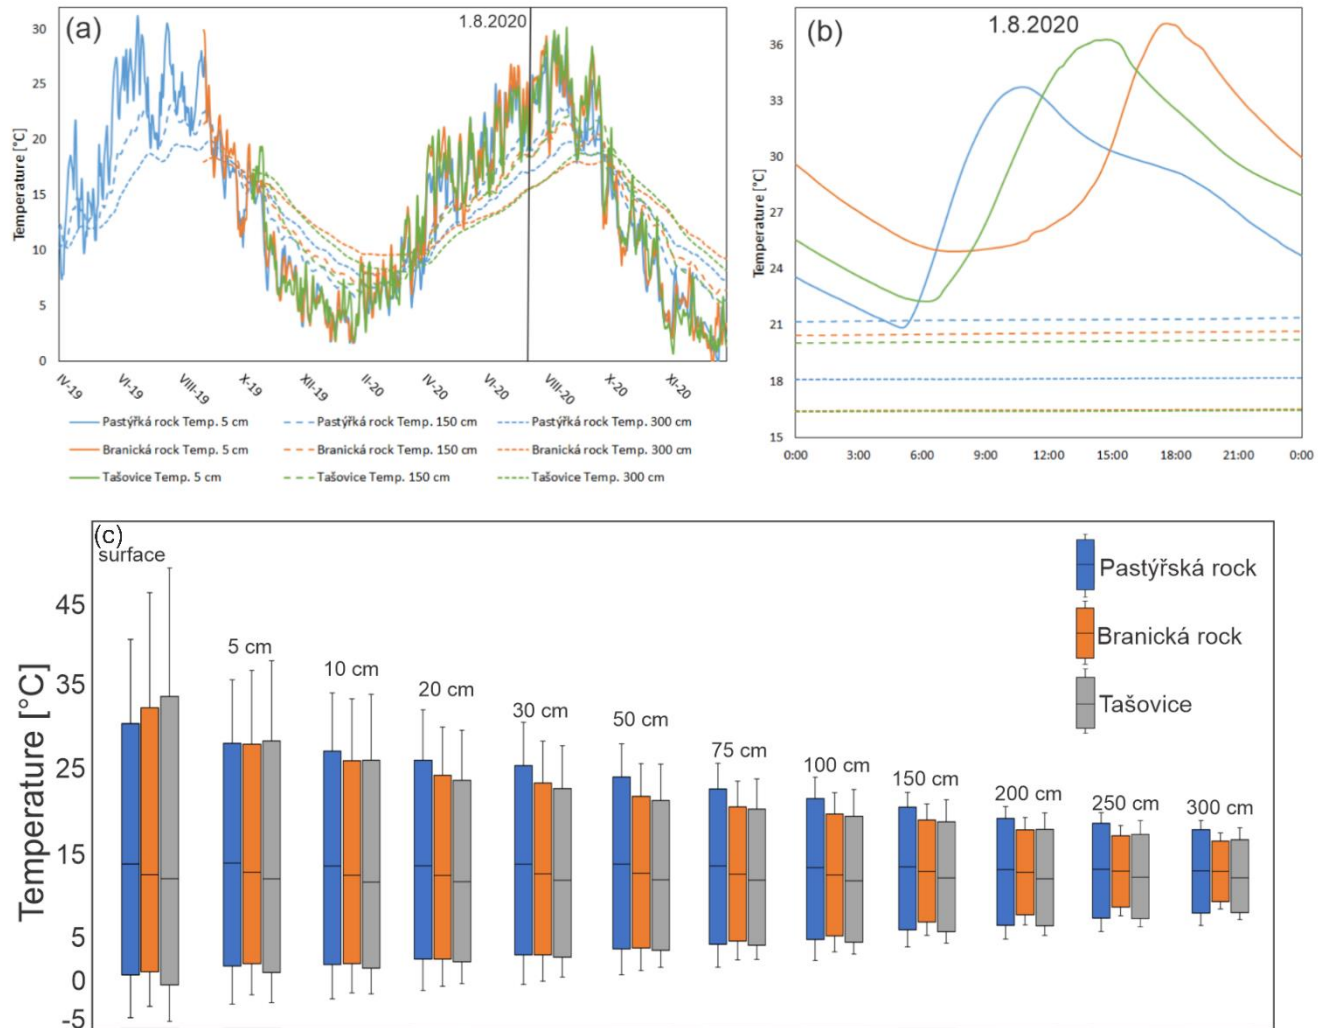 (a)
1.8.2020
Temperature [°C]
30
25
20
15
10
5
0
IV-19
VI-19
VIII-19
X-19
XII-19
II-20
IV-20
VI-20
VIII-20
X-20
XI-20
Pastýřká rock Temp. 5 cm
Pastýřká rock Temp. 150 cm
Pastýřká rock Temp. 300 cm
Branická rock Temp. 5 cm
Branická rock Temp. 150 cm
Branická rock Temp. 300 cm
Tašovice Temp. 5 cm
Tašovice Temp. 150 cm
Tašovice Temp. 300 cm
(b)
1.8.2020
Temperature [°C]
36
33
30
27
24
21
18
15
0:00
3:00
6:00
9:00
12:00
15:00
18:00
21:00
0:00
(c)
surface
5 cm
10 cm
20 cm
30 cm
50 cm
75 cm
100 cm
150 cm
200 cm
250 cm
300 cm
Pastýřská rock
Branická rock
Tašovice
Temperature [°C]
45
35
25
15
5
0
-5